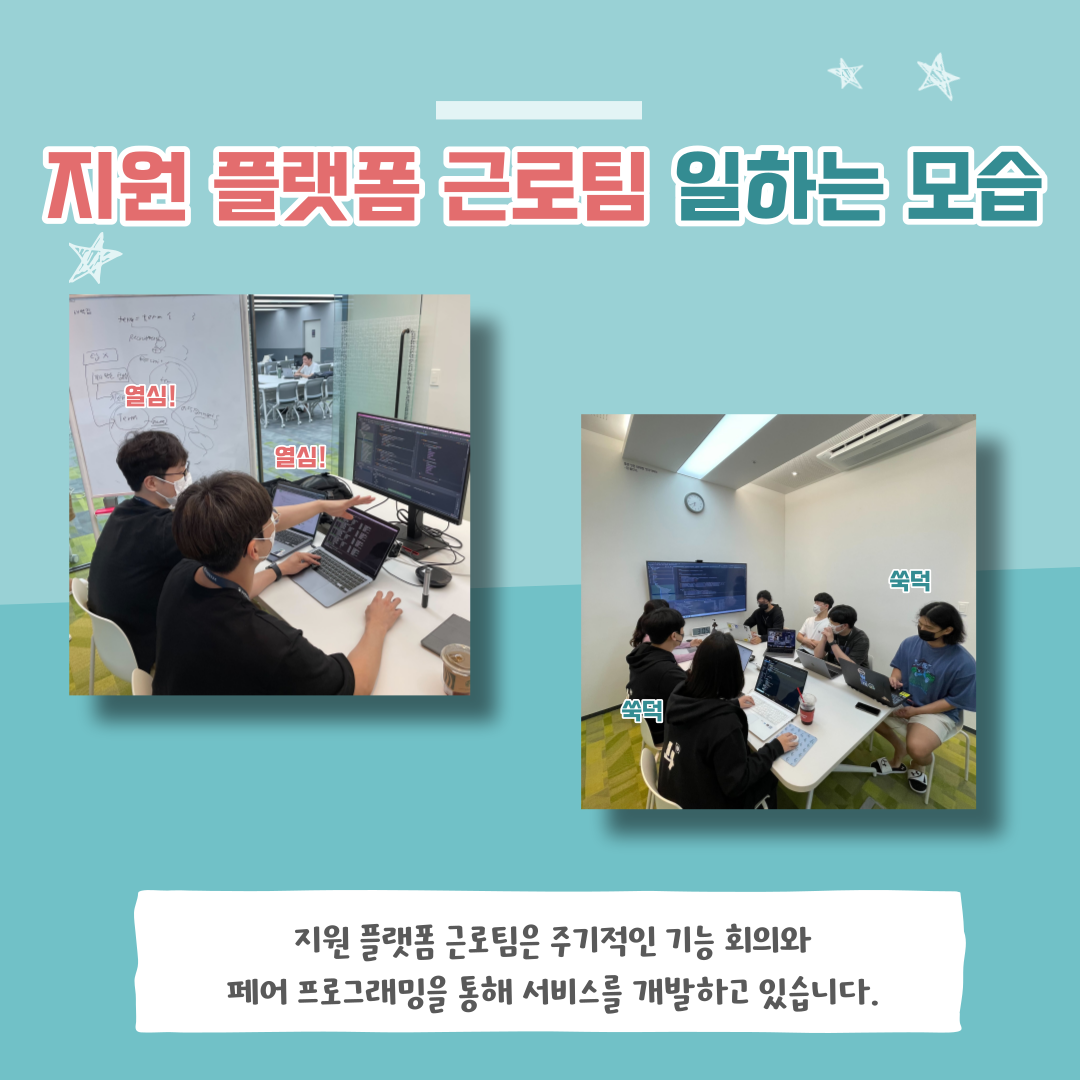 지원 플랫폼 근로팀 일하는 모습
열심!
열심!
쑥덕
쑥덕
지원 플랫폼 근로팀은 주기적인 기능 회의와
페어 프로그래밍을 통해 서비스를 개발하고 있습니다.